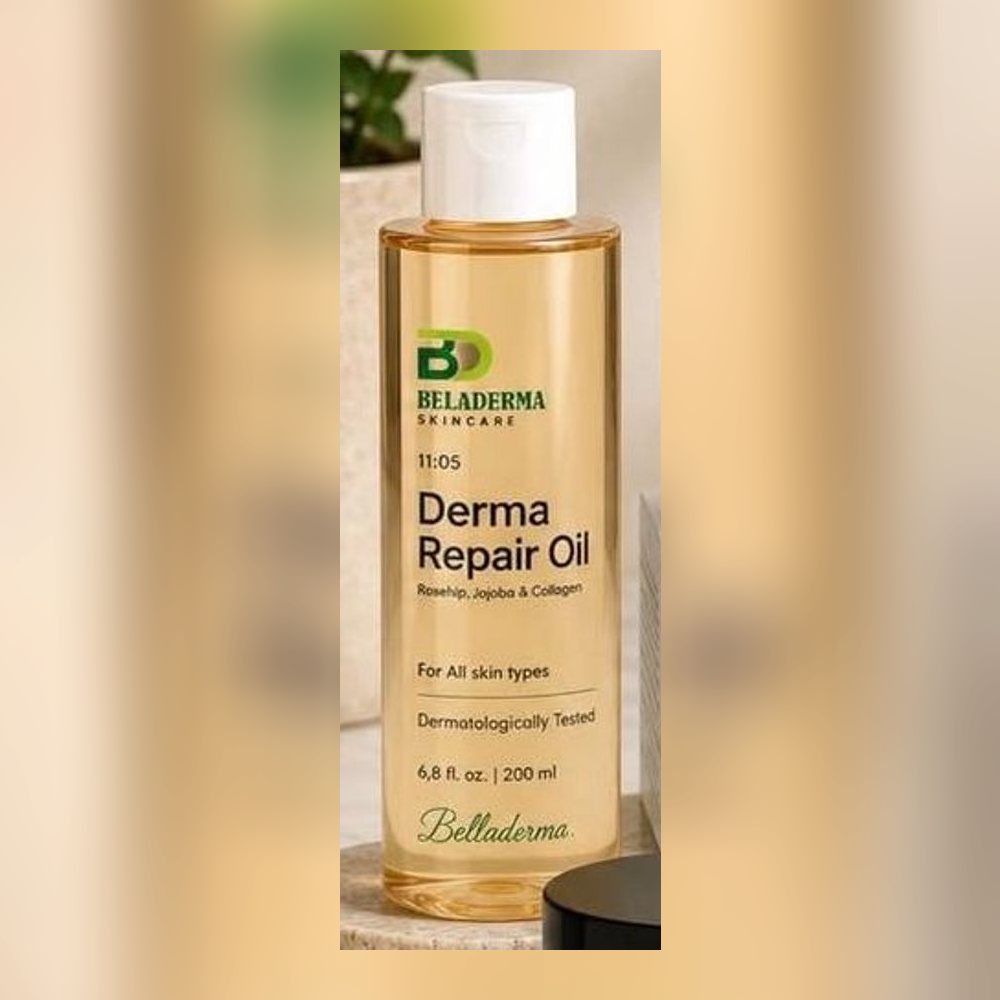 BD
BELADERMA
SKINCARE
11:05
Derma
Repair Oil
Rosehip, Jojoba & Collagen
For All skin types
Dermatologically Tested
6,8 fl. oz. | 200 ml
Belladerma.